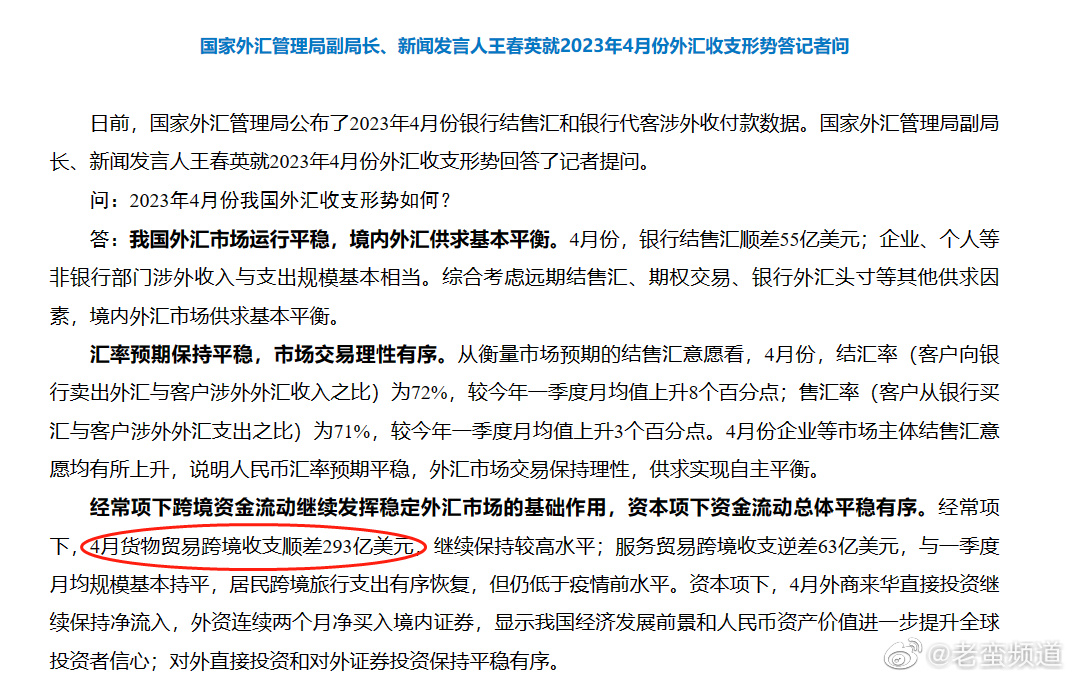 国家外汇管理局副局长、新闻发言人王春英就2023年4月份外汇收支形势答记者问
日前，国家外汇管理局公布了2023年4月份银行结售汇和银行代客涉外收付款数据。国家外汇管理局副局
长、新闻发言人王春英就2023年4月份外汇收支形势回答了记者提问。
问：2023年4月份我国外汇收支形势如何？
答：我国外汇市场运行平稳，境内外汇供求基本平衡。4月份，银行结售汇顺差55亿美元；企业、个人等
非银行部门涉外收入与支出规模基本相当。综合考虑远期结售汇、期权交易、银行外汇头寸等其他供求因
素，境内外汇市场供求基本平衡。
汇率预期保持平稳，市场交易理性有序。从衡量市场预期的结售汇意愿看，4月份，结汇率（客户向银
行卖出外汇与客户涉外外汇收入之比）为72%，较今年一季度月均值上升8个百分点；售汇率（客户从银行买
汇与客户涉外外汇支出之比）为71%，较今年一季度月均值上升3个百分点。4月份企业等市场主体结售汇意
愿均有所上升，说明人民币汇率预期平稳，外汇市场交易保持理性，供求实现自主平衡。
经常项下跨境资金流动继续发挥稳定外汇市场的基础作用，资本项下资金流动总体平稳有序。经常项
下，4月货物贸易跨境收支顺差293亿美元，继续保持较高水平；服务贸易跨境收支逆差63亿美元，与一季度
月均规模基本持平，居民跨境旅行支出有序恢复，但仍低于疫情前水平。资本项下，4月外商来华直接投资继
续保持净流入，外资连续两个月净买入境内证券，显示我国经济发展前景和人民币资产价值进一步提升全球
投资者信心；对外直接投资和对外证券投资保持平稳有序。
@老蛮频道